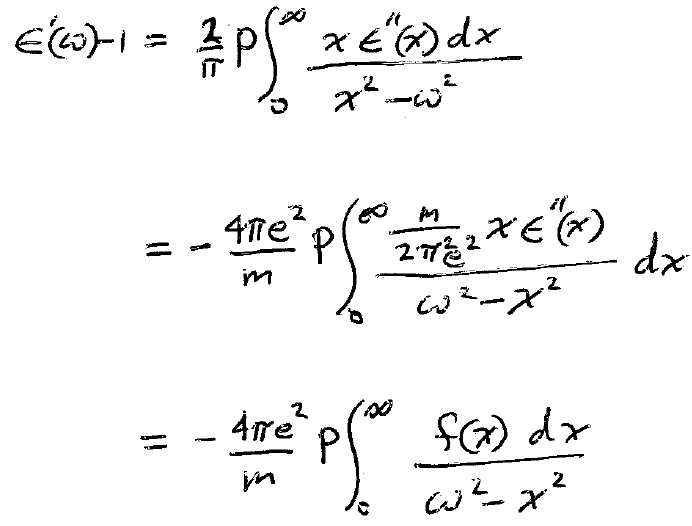 ϵ'(ω)-1 = 2/π P∫₀^∞ x ϵ''(x) dx / (x² - ω²)
= - 4πe²/m P∫₀^∞ (m/(2π²e²) x ϵ''(x)) / (ω² - x²) dx
= - 4πe²/m P∫₀^∞ f(x) dx / (ω² - x²)